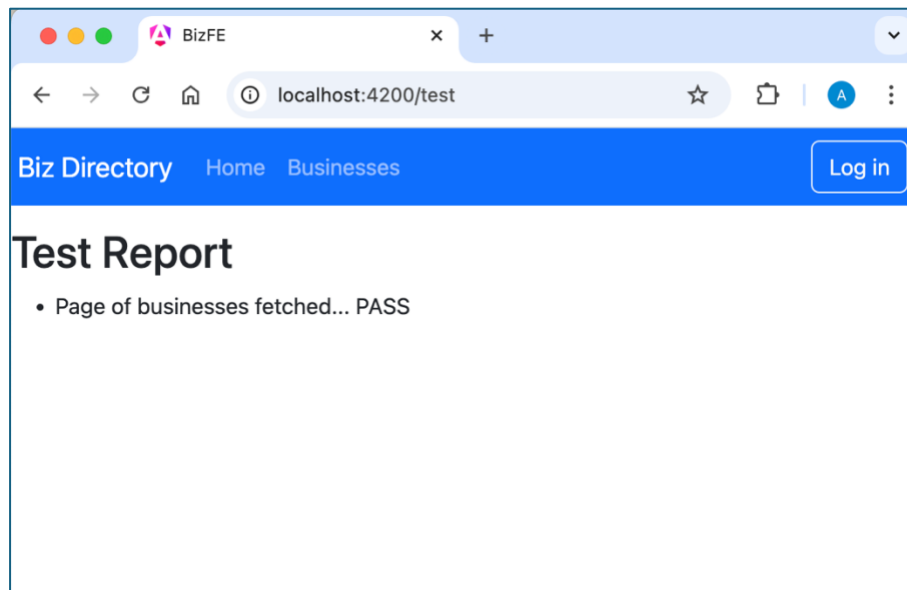 BizFE
localhost:4200/test
A
Biz Directory Home Businesses Log in
Test Report
• Page of businesses fetched... PASS